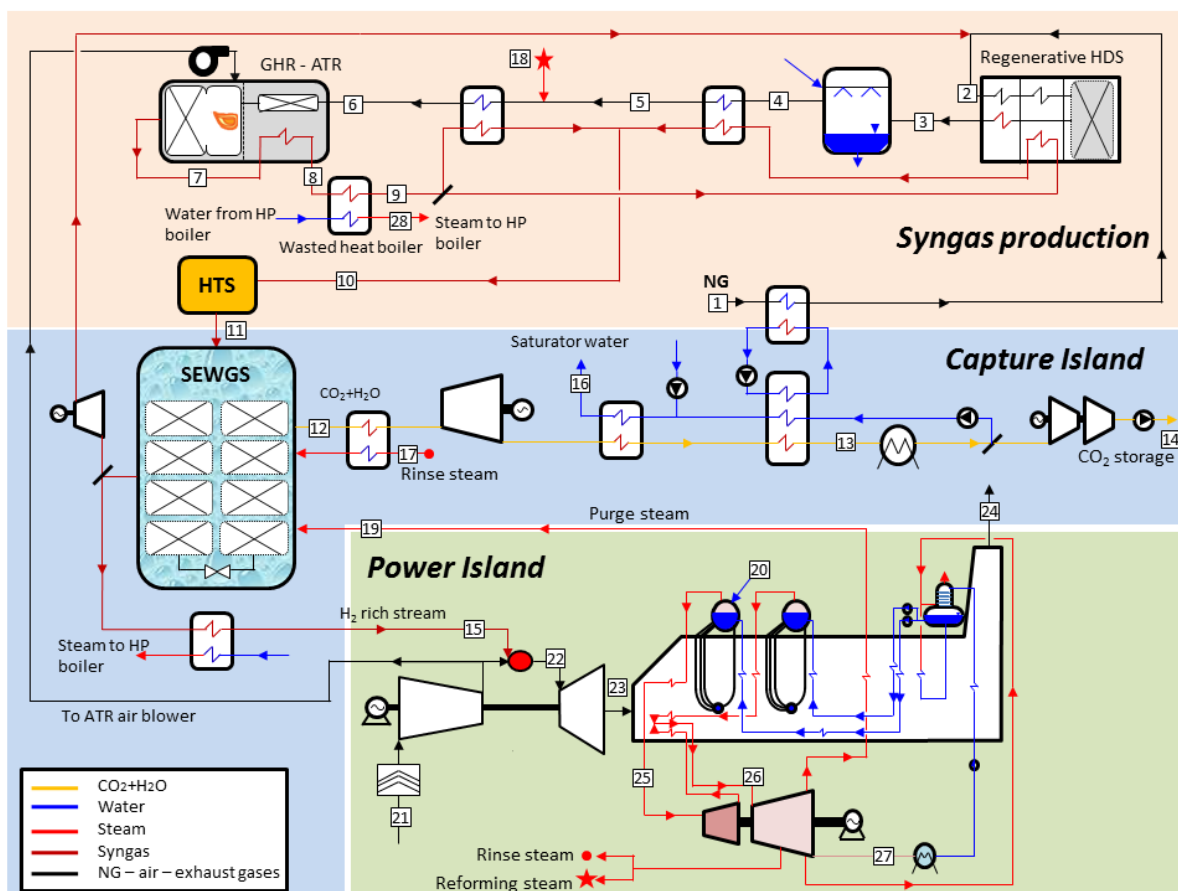 GHR - ATR
18
Regenerative HDS
6
5
4
2
3
7
8
9
Water from HP
boiler
28
Steam to HP
boiler
Wasted heat boiler
Syngas production
HTS
10
NG
1
11
Saturator water
Capture Island
SEWGS
CO₂+H₂O
16
12
17
Rinse steam
13
14
CO₂ storage
Purge steam
19
24
Power Island
20
H₂ rich stream
15
Steam to HP
boiler
22
23
To ATR air blower
25
26
21
CO₂+H₂O
Water
Steam
Syngas
NG – air – exhaust gases
27
Rinse steam
Reforming steam